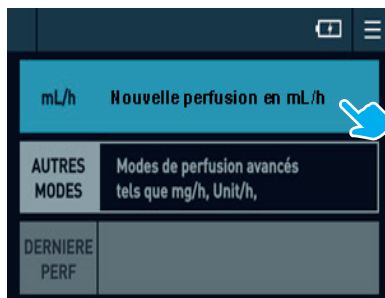 mL/h Nouvelle perfusion en mL/h
AUTRES MODES
Modes de perfusion avancés
tels que mg/h, Unit/h,
DERNIERE
PERF